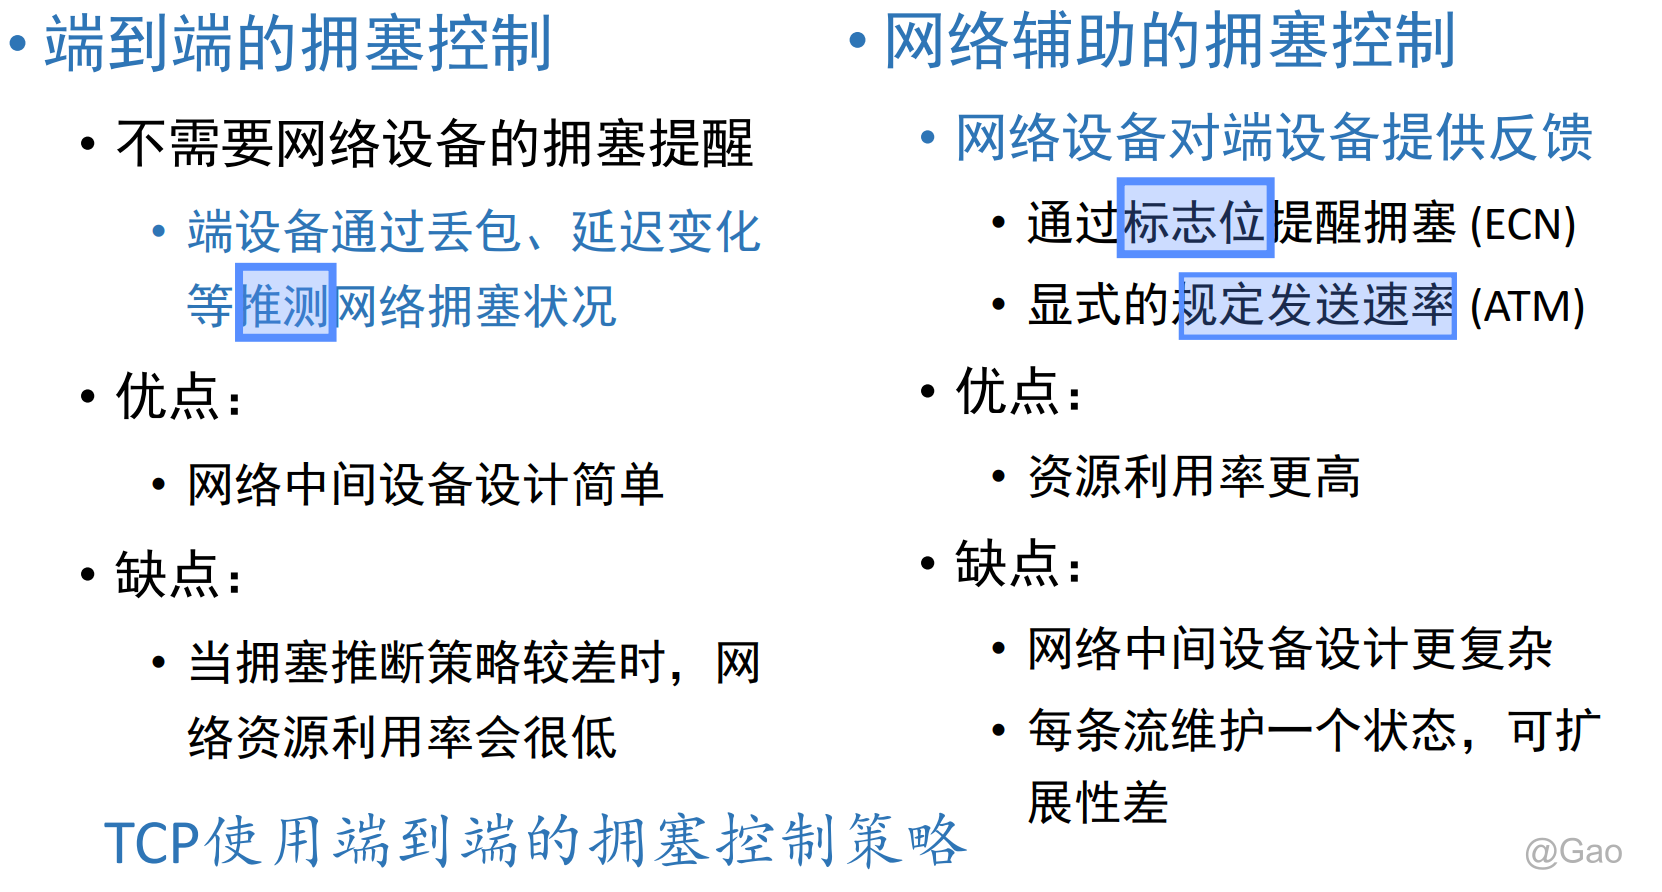 • 端到端的拥塞控制
• 不需要网络设备的拥塞提醒
• 端设备通过丢包、延迟变化
等推测网络拥塞状况
• 优点：
• 网络中间设备设计简单
• 缺点：
• 当拥塞推断策略较差时，网
络资源利用率会很低
TCP使用端到端的拥塞控制策略
• 网络辅助的拥塞控制
• 网络设备对端设备提供反馈
• 通过标志位提醒拥塞 (ECN)
• 显式的规定发送速率 (ATM)
• 优点：
• 资源利用率更高
• 缺点：
• 网络中间设备设计更复杂
• 每条流维护一个状态，可扩
展性差
@Gao